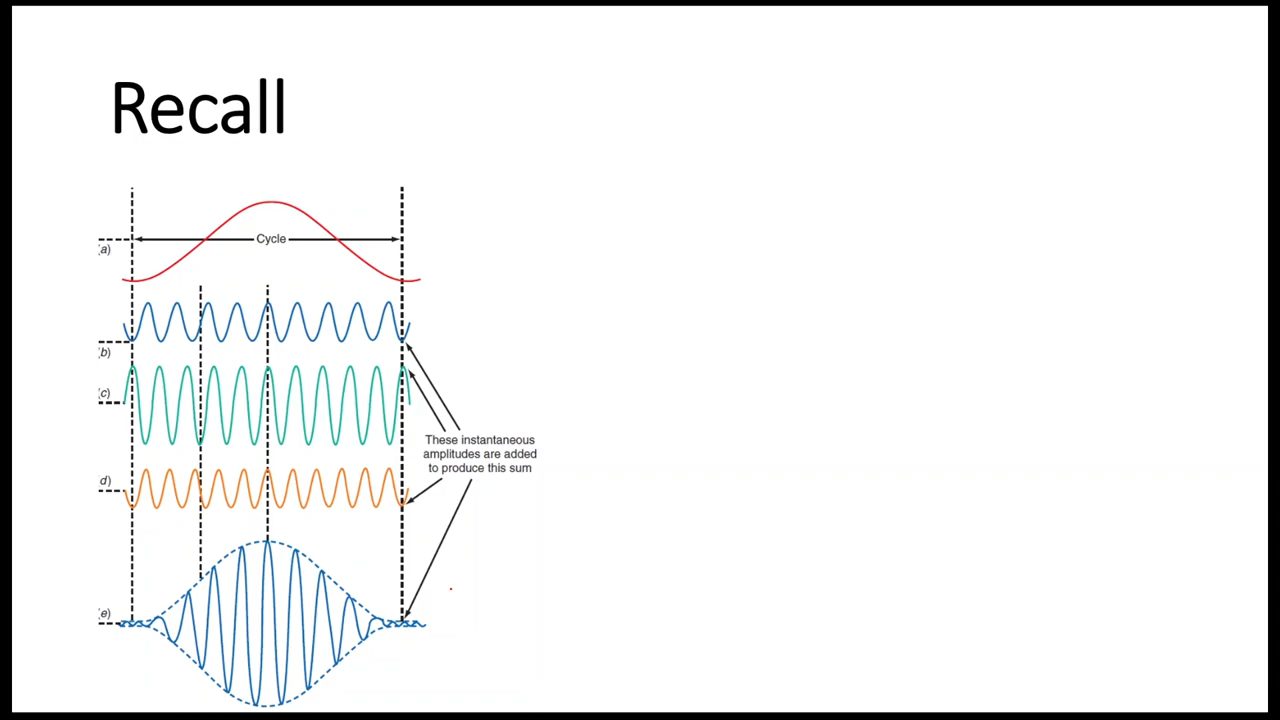 Recall
Cycle
(a)
(b)
(c)
These instantaneous
amplitudes are added
to produce this sum
d)
(e)